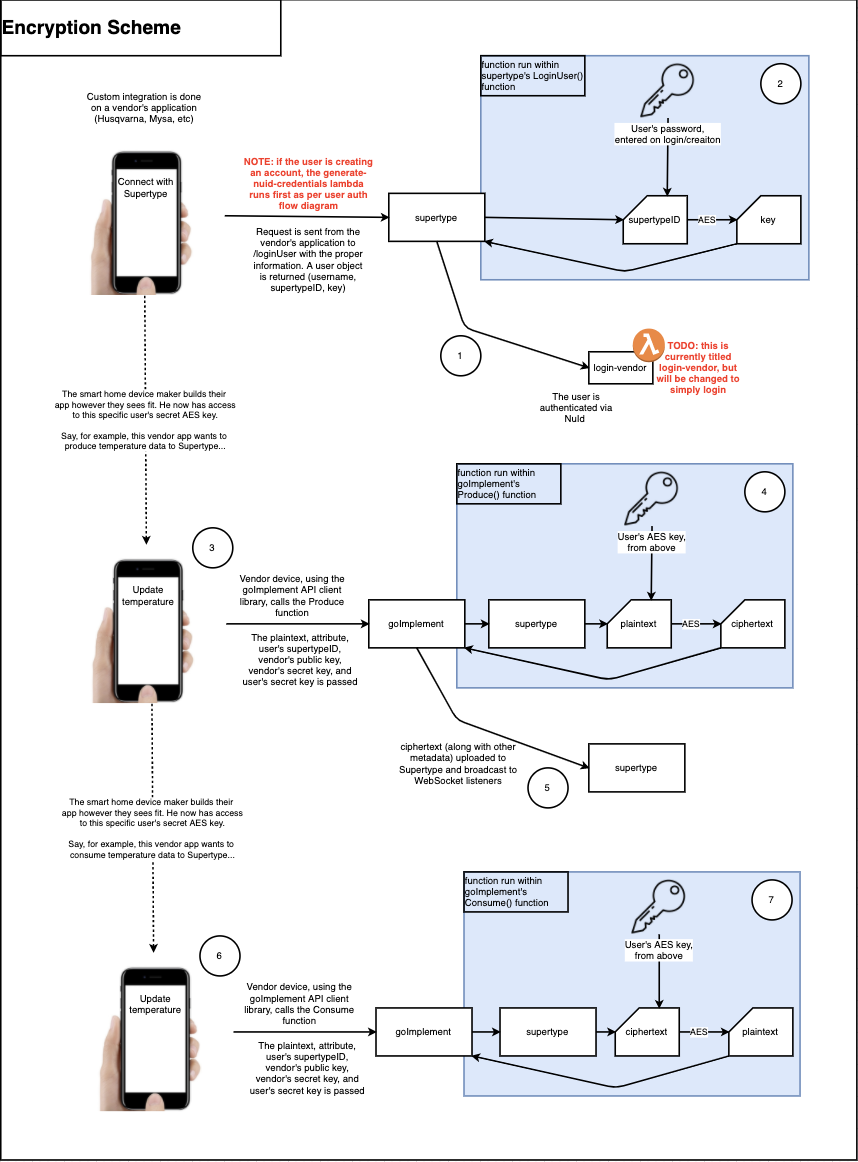 Encryption Scheme
function run within
supertype's LoginUser()
function
2
User's password,
entered on login/creaiton
Custom integration is done
on a vendor's application
(Husqvarna, Mysa, etc)
Connect with
Supertype
NOTE: if the user is creating
an account, the generate-
nuid-credentials lambda
runs first as per user auth
flow diagram
supertype
supertypeID
AES
key
Request is sent from the
vendor's application to
/loginUser with the proper
information. A user object
is returned (username,
supertypeID, key)
1
λ
login-vendor
TODO: this is
currently titled
login-vendor, but
will be changed to
simply login
The user is
authenticated via
NuId
The smart home device maker builds their
app however they sees fit. He now has access
to this specific user's secret AES key.
Say, for example, this vendor app wants to
produce temperature data to Supertype...
function run within
goImplement's
Produce() function
4
User's AES key,
from above
3
Update
temperature
Vendor device, using the
goImplement API client
library, calls the Produce
function
goImplement
supertype
plaintext
AES
ciphertext
The plaintext, attribute,
user's supertypeID,
vendor's public key,
vendor's secret key, and
user's secret key is passed
ciphertext (along with other
metadata) uploaded to
Supertype and broadcast to
WebSocket listeners
5
supertype
The smart home device maker builds their
app however they sees fit. He now has access
to this specific user's secret AES key.
Say, for example, this vendor app wants to
consume temperature data to Supertype...
function run within
goImplement's
Consume() function
7
User's AES key,
from above
6
Update
temperature
Vendor device, using the
goImplement API client
library, calls the Consume
function
goImplement
supertype
ciphertext
AES
plaintext
The plaintext, attribute,
user's supertypeID,
vendor's public key,
vendor's secret key, and
user's secret key is passed